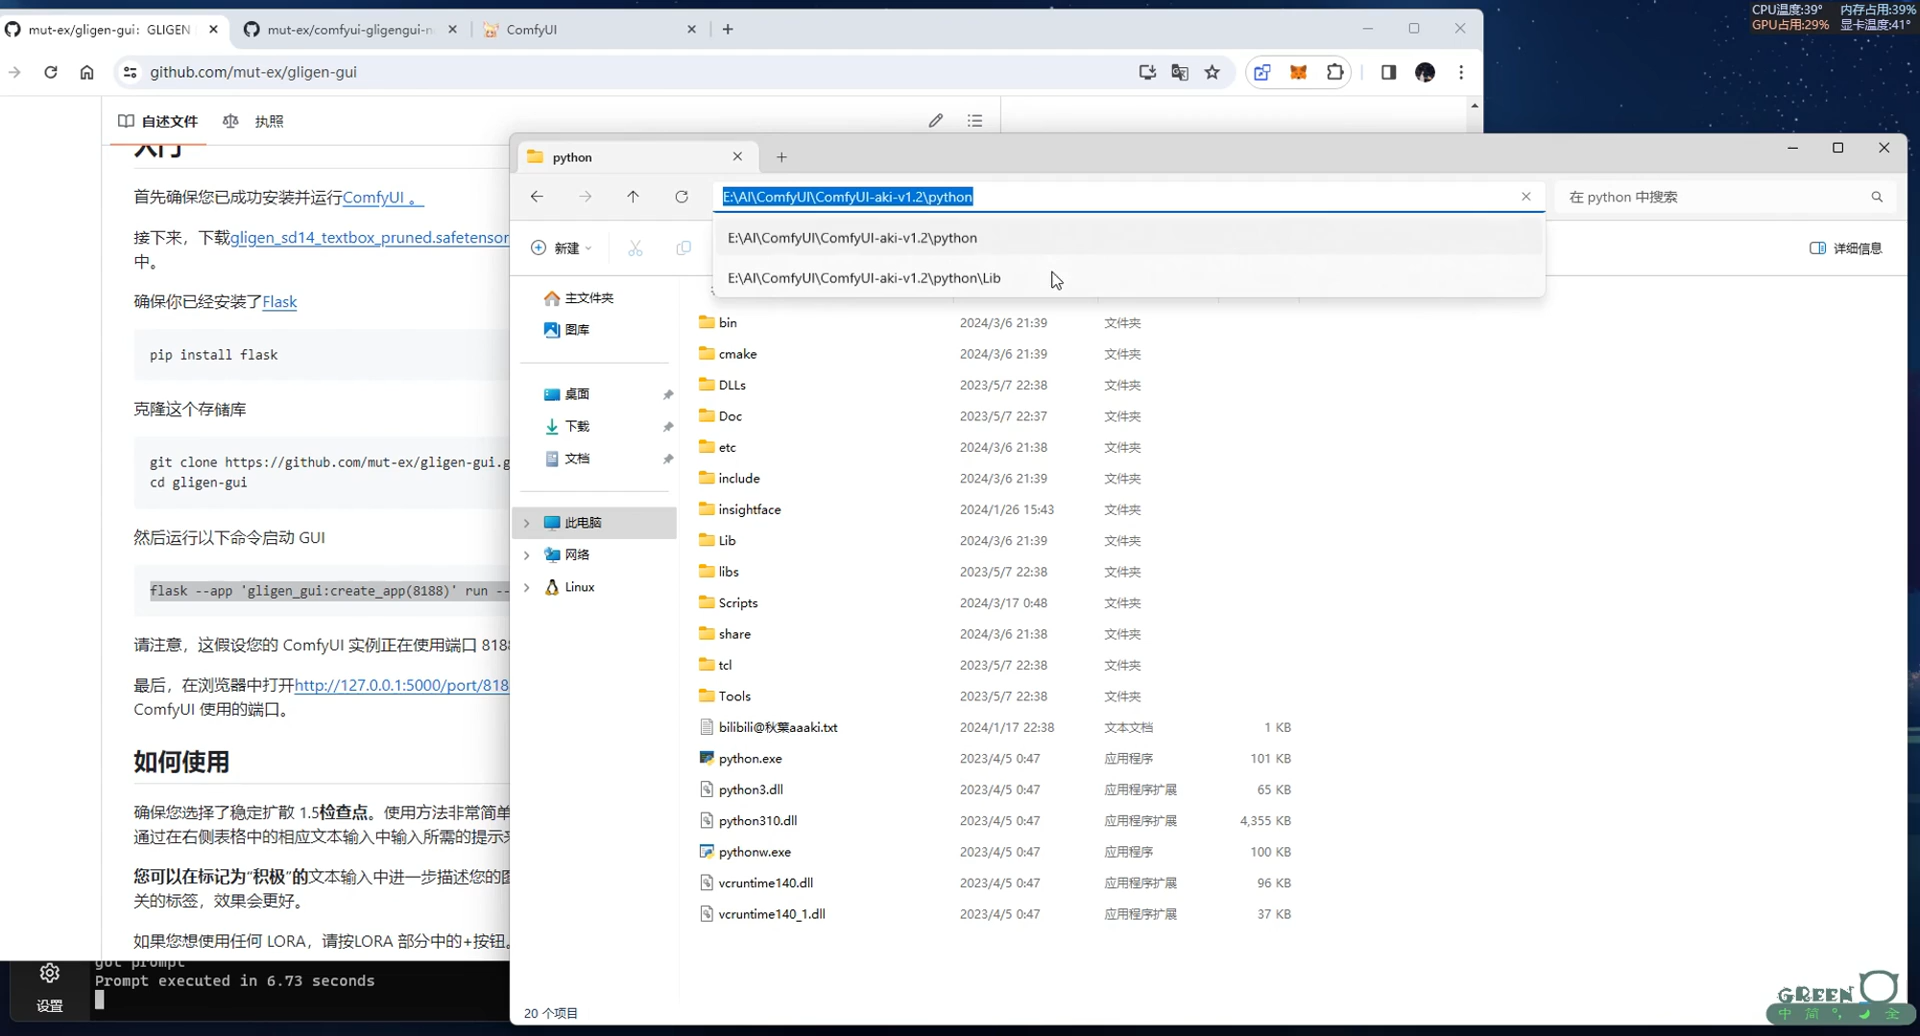 CPU温度:39° 内存占用:39%
GPU占用:29% 显卡温度:41°
mut-ex/gligen-gui: GLIGEN
mut-ex/comfyui-gligengui-n
ComfyUI
github.com/mut-ex/gligen-gui
自述文件
执照
入门
首先确保您已成功安装并运行ComfyUI 。
接下来，下载gligen_sd14_textbox_pruned.safetensor
中。
确保你已经安装了Flask
pip install flask
克隆这个存储库
git clone https://github.com/mut-ex/gligen-gui.g
cd gligen-gui
然后运行以下命令启动 GUI
flask --app 'gligen_gui:create_app(8188)' run --
请注意，这假设您的 ComfyUI 实例正在使用端口 8188
最后，在浏览器中打开http://127.0.0.1:5000/port/818
ComfyUI 使用的端口。
如何使用
确保您选择了稳定扩散 1.5检查点。使用方法非常简单
通过在右侧表格中的相应文本输入中输入所需的提示
您可以在标记为“积极”的文本输入中进一步描述您的图
关的标签，效果会更好。
如果您想使用任何 LORA，请按LORA 部分中的+按钮。
got prompt
Prompt executed in 6.73 seconds
设置
python
E:\AI\ComfyUI\ComfyUI-aki-v1.2\python
在 python 中搜索
E:\AI\ComfyUI\ComfyUI-aki-v1.2\python
E:\AI\ComfyUI\ComfyUI-aki-v1.2\python\Lib
新建
详细信息
主文件夹
图库
桌面
下载
文档
此电脑
网络
Linux
bin 2024/3/6 21:39 文件夹
cmake 2024/3/6 21:39 文件夹
DLLs 2023/5/7 22:38 文件夹
Doc 2023/5/7 22:37 文件夹
etc 2024/3/6 21:38 文件夹
include 2024/3/6 21:39 文件夹
insightface 2024/1/26 15:43 文件夹
Lib 2024/3/6 21:39 文件夹
libs 2023/5/7 22:38 文件夹
Scripts 2024/3/17 0:48 文件夹
share 2024/3/6 21:38 文件夹
tcl 2023/5/7 22:38 文件夹
Tools 2023/5/7 22:38 文件夹
bilibili@秋葉aaaki.txt 2024/1/17 22:38 文本文档 1 KB
python.exe 2023/4/5 0:47 应用程序 101 KB
python3.dll 2023/4/5 0:47 应用程序扩展 65 KB
python310.dll 2023/4/5 0:47 应用程序扩展 4,355 KB
pythonw.exe 2023/4/5 0:47 应用程序 100 KB
vcruntime140.dll 2023/4/5 0:47 应用程序扩展 96 KB
vcruntime140_1.dll 2023/4/5 0:47 应用程序扩展 37 KB
20 个项目
GREEN
中 简 °, 全